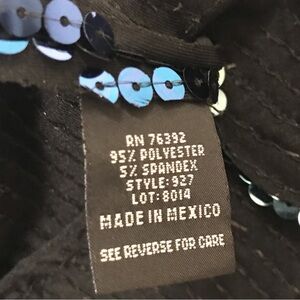 RN 76392
95% POLYESTER
5% SPANDEX
STYLE: 927
LOT: 8014
MADE IN MEXICO
SEE REVERSE FOR CARE